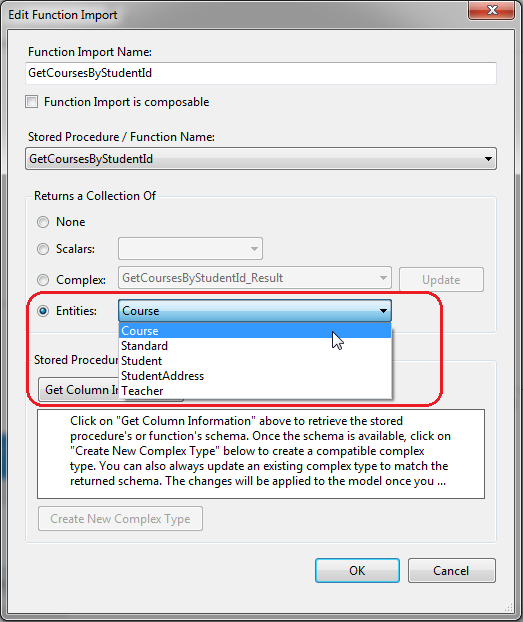 Edit Function Import
Function Import Name:
GetCoursesByStudentId
Function Import is composable
Stored Procedure / Function Name:
GetCoursesByStudentId
Returns a Collection Of
None
Scalars:
Complex: GetCoursesByStudentId_Result Update
Entities: Course
Course
Standard
Student
StudentAddress
Teacher
Stored Procedu
Get Column In
Click on "Get Column Information" above to retrieve the stored
procedure's or function's schema. Once the schema is available, click on
"Create New Complex Type" below to create a compatible complex
type. You can also always update an existing complex type to match the
returned schema. The changes will be applied to the model once you ...
Create New Complex Type
OK Cancel